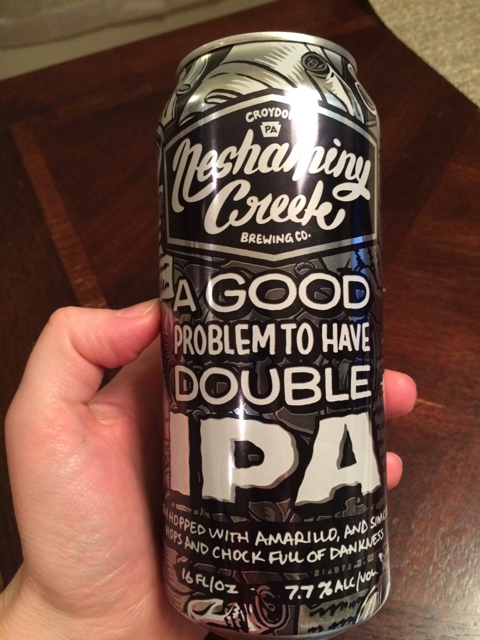 CROYDON
PA
Neshaminy
Creek
BREWING CO.
A GOOD
PROBLEM TO HAVE
DOUBLE
IPA
HOPPED WITH AMARILLO, AND
AND CHOCK FULL OF DANKNESS
16 FL/OZ 7.7% ALC/VOL